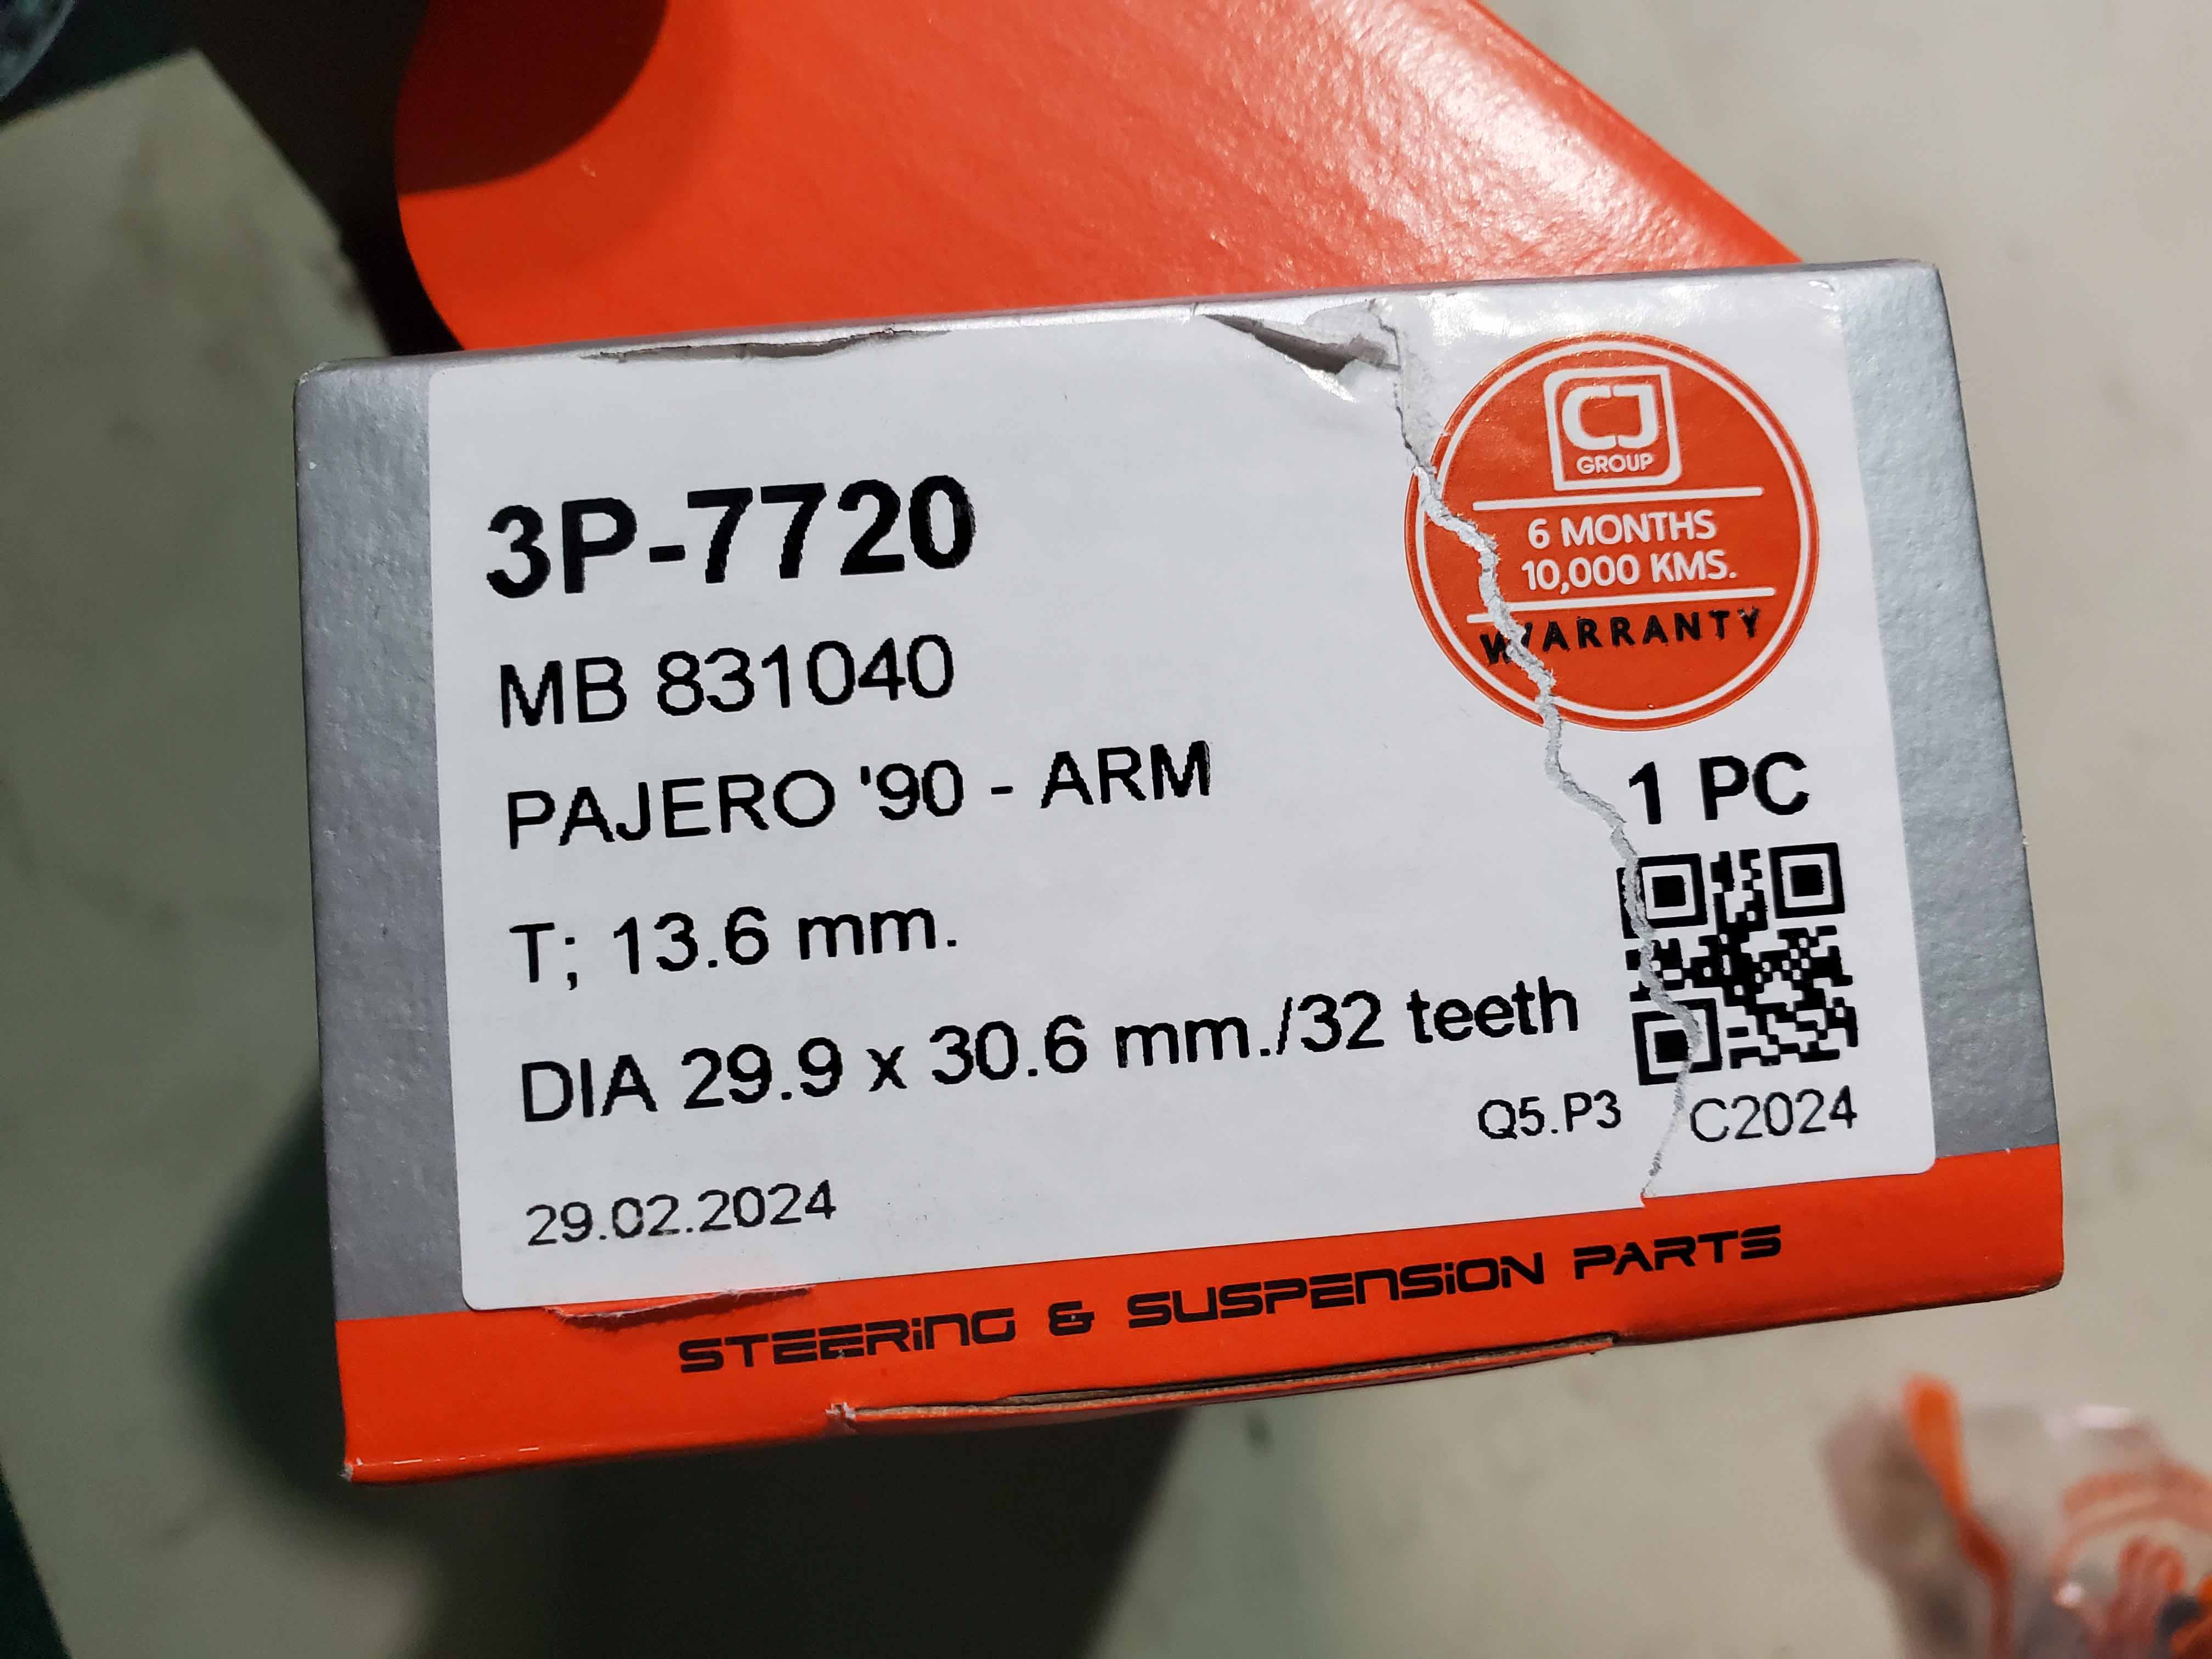 3P-7720
MB 831040
PAJERO '90 - ARM
T; 13.6 mm.
DIA 29.9 x 30.6 mm./32 teeth
29.02.2024
CJ
GROUP
6 MONTHS
10,000 KMS.
WARRANTY
1 PC
Q5.P3 C2024
STEERING & SUSPENSION PARTS